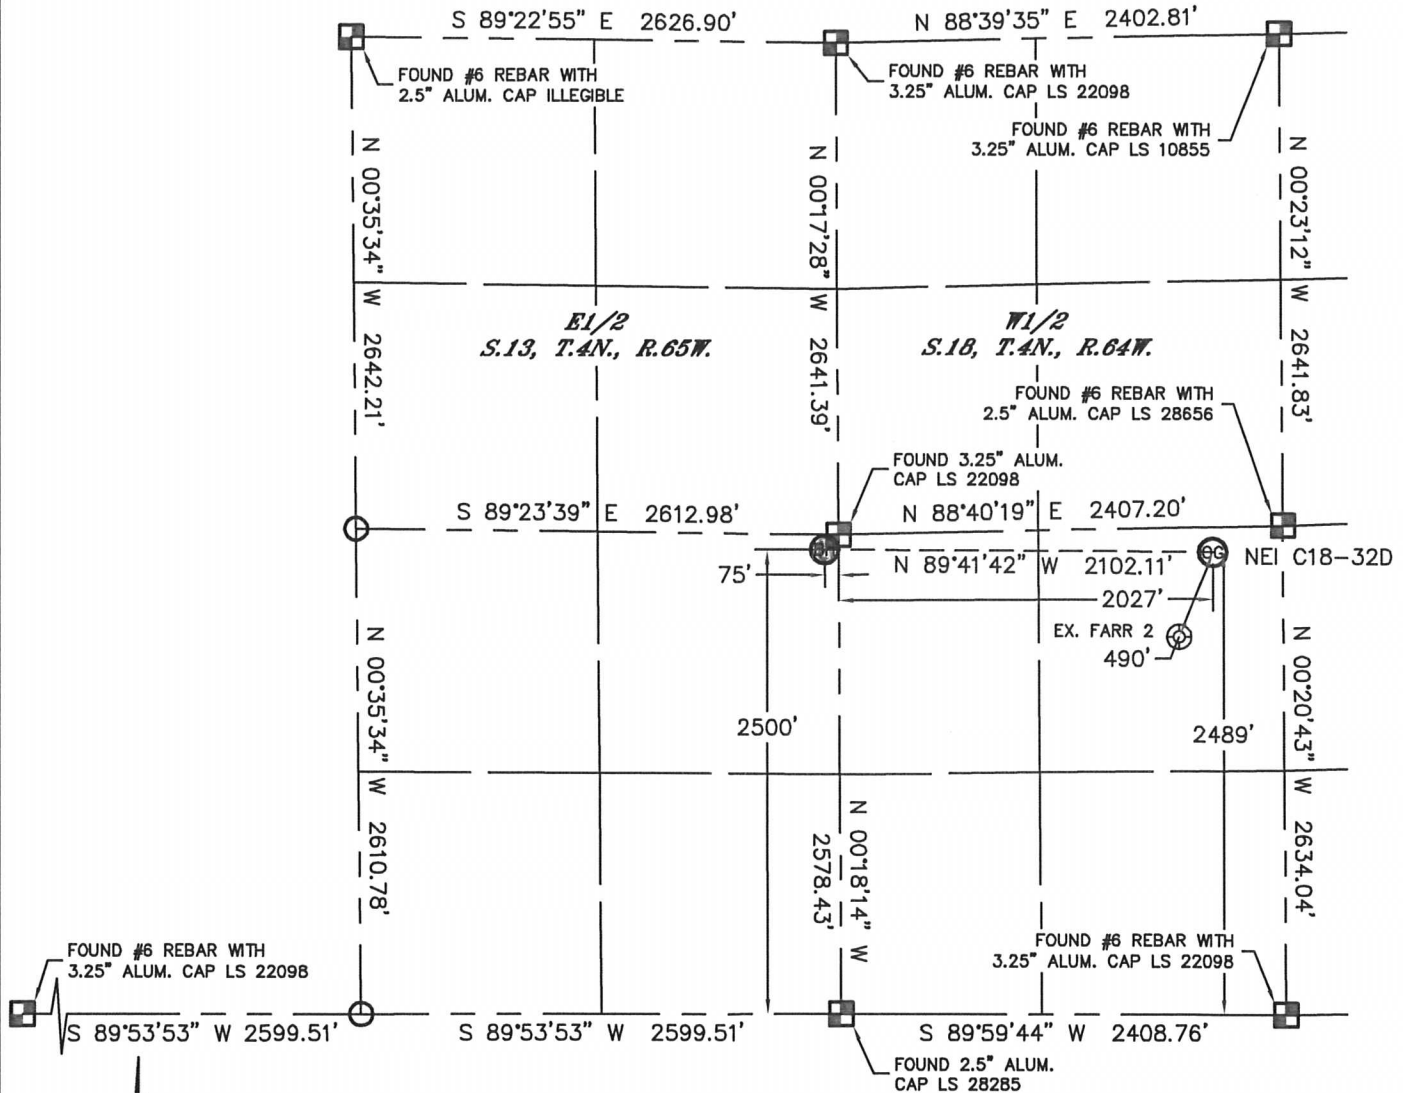 S 89°22'55" E 2626.90'
N 88°39'35" E 2402.81'
FOUND #6 REBAR WITH
2.5" ALUM. CAP ILLEGIBLE
FOUND #6 REBAR WITH
3.25" ALUM. CAP LS 22098
FOUND #6 REBAR WITH
3.25" ALUM. CAP LS 10855
N 00°35'34" W 2642.21'
N 00°17'28" W 2641.39'
N 00°23'12" W 2641.83'
E1/2
S.13, T.4N., R.65W.
W1/2
S.18, T.4N., R.64W.
FOUND #6 REBAR WITH
2.5" ALUM. CAP LS 28656
FOUND 3.25" ALUM.
CAP LS 22098
S 89°23'39" E 2612.98'
N 88°40'19" E 2407.20'
BH
OG
NEI C18-32D
N 89°41'42" W 2102.11'
75'
2027'
EX. FARR 2
490'
N 00°35'34" W 2610.78'
2500'
2489'
N 00°20'43" W 2634.04'
N 00°18'14" W
2578.43'
FOUND #6 REBAR WITH
3.25" ALUM. CAP LS 22098
FOUND #6 REBAR WITH
3.25" ALUM. CAP LS 22098
S 89°53'53" W 2599.51'
S 89°53'53" W 2599.51'
S 89°59'44" W 2408.76'
FOUND 2.5" ALUM.
CAP LS 28285